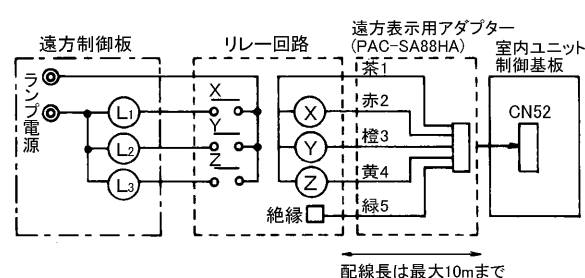 遠方制御板
リレー回路
遠方表示用アダプター
(PAC-SA88HA)
室内ユニット
制御基板
ランプ電源
L1
L2
L3
X
Y
Z
X
Y
Z
絶縁
茶1
赤2
橙3
黄4
緑5
CN52
配線長は最大10mまで